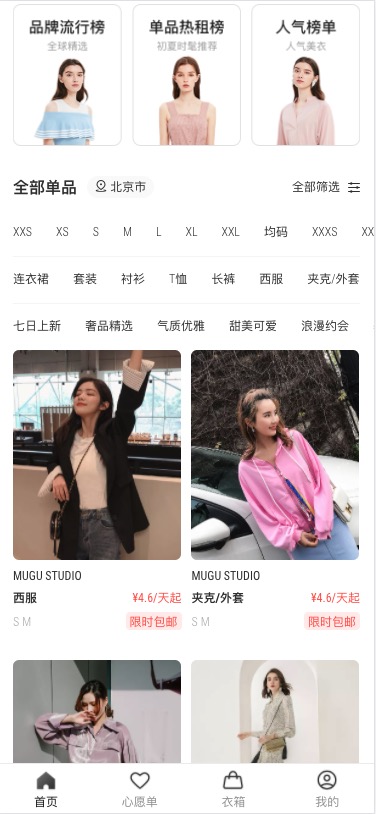 品牌流行榜 单品热租榜 人气榜单
全球精选 初夏时髦推荐 人气美衣
全部单品 北京市 全部筛选
XXS XS S M L XL XXL 均码 XXXS XX
连衣裙 套装 衬衫 T恤 长裤 西服 夹克/外套
七日上新 奢品精选 气质优雅 甜美可爱 浪漫约会
MUGU STUDIO MUGU STUDIO
西服 ¥4.6/天起 夹克/外套 ¥4.6/天起
S M 限时包邮 S M 限时包邮
首页 心愿单 衣箱 我的